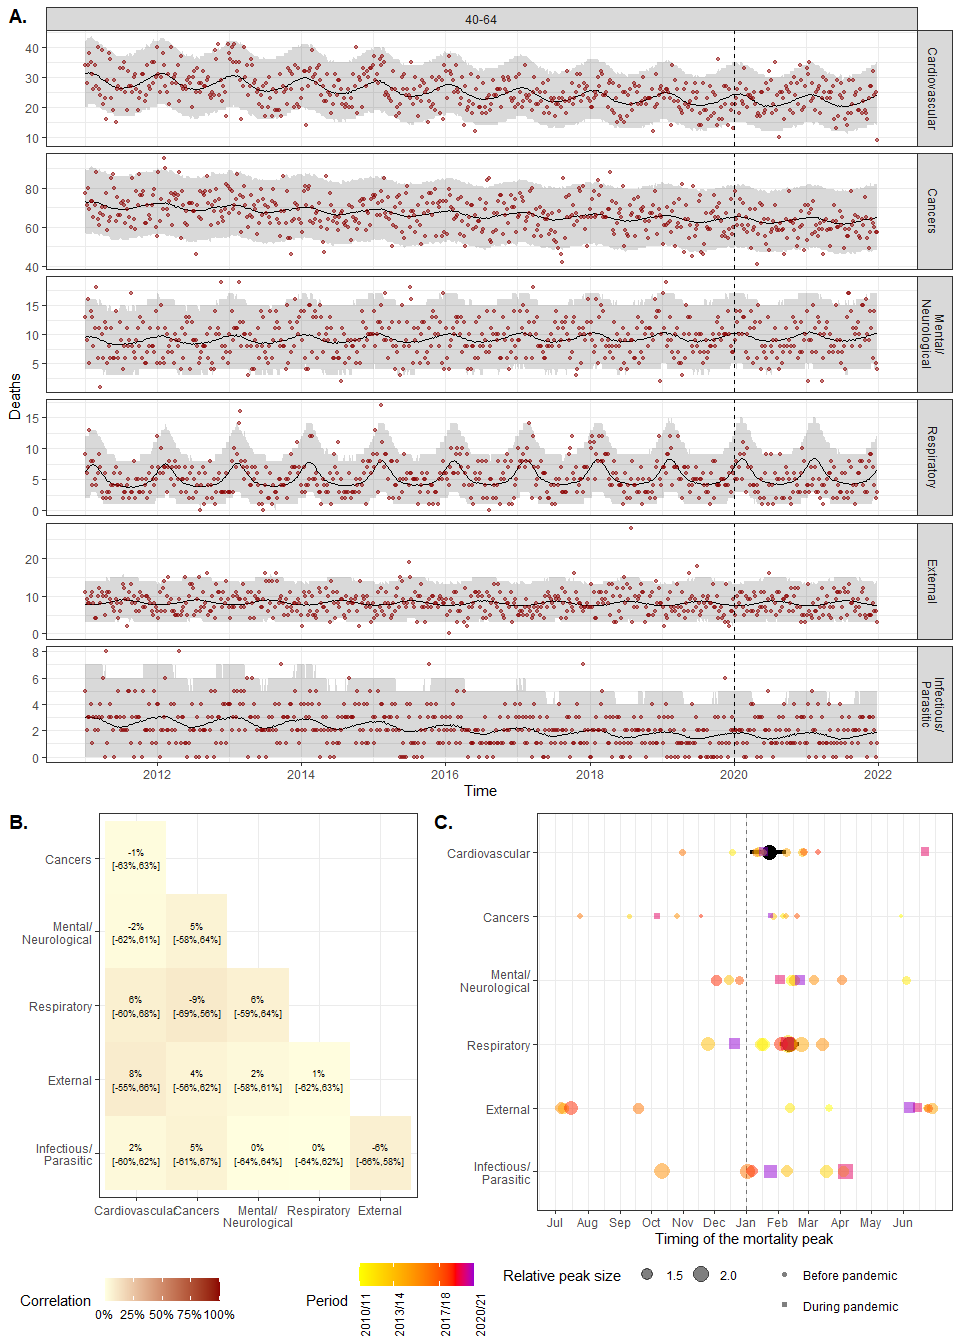 A.
40-64
40
30
20
10
Cardiovascular
80
60
40
Cancers
15
10
5
Mental/
Neurological
Deaths
15
10
5
0
Respiratory
20
10
0
External
8
6
4
2
0
Infectious/
Parasitic
2012 2014 2016 2018 2020 2022
Time
B.
Cancers
-1%
[-63%,63%]
Mental/
Neurological
-2% 5%
[-62%,61%] [-58%,64%]
Respiratory
6% -9% 6%
[-60%,68%] [-69%,56%] [-59%,64%]
External
8% 4% 2% 1%
[-55%,66%] [-56%,62%] [-58%,61%] [-62%,63%]
Infectious/
Parasitic
2% 5% 0% 0% -6%
[-60%,62%] [-61%,67%] [-64%,64%] [-64%,62%] [-66%,58%]
Cardiovascular Cancers Mental/ Respiratory External
Neurological
C.
Cardiovascular
Cancers
Mental/
Neurological
Respiratory
External
Infectious/
Parasitic
Jul Aug Sep Oct Nov Dec Jan Feb Mar Apr May Jun
Timing of the mortality peak
Correlation
0% 25% 50% 75% 100%
Period
2010/11
2013/14
2017/18
2020/21
Relative peak size 1.5 2.0
Before pandemic
During pandemic